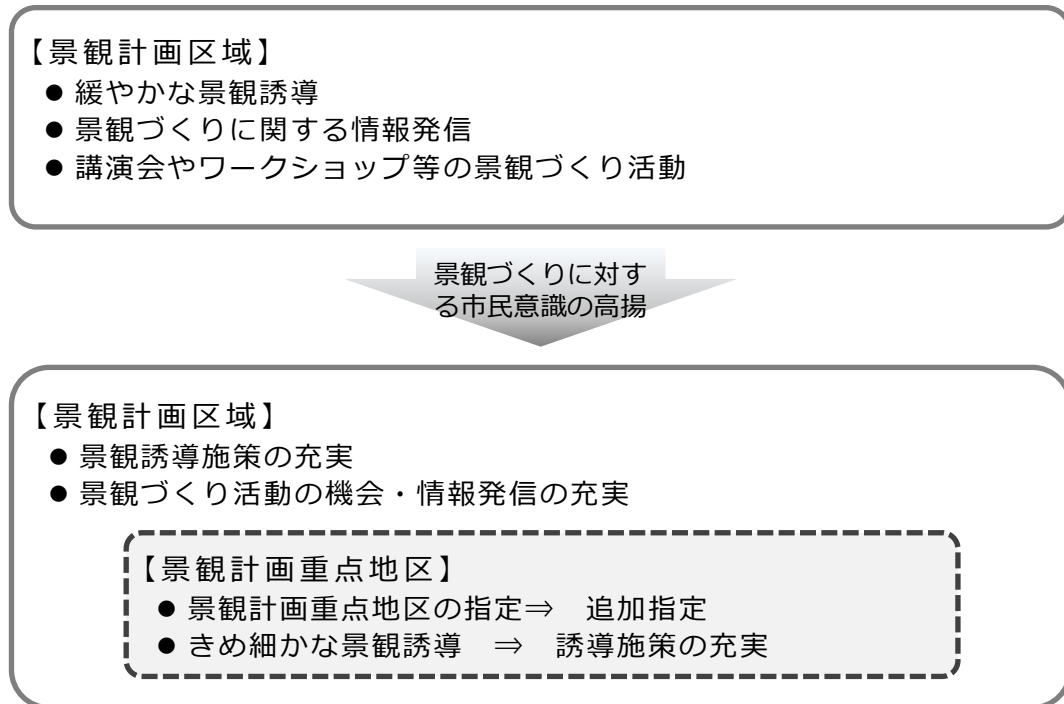 【景観計画区域】
● 緩やかな景観誘導
● 景観づくりに関する情報発信
● 講演会やワークショップ等の景観づくり活動
景観づくりに対す
る市民意識の高揚
【景観計画区域】
● 景観誘導施策の充実
● 景観づくり活動の機会・情報発信の充実
【景観計画重点地区】
● 景観計画重点地区の指定⇒　追加指定
● きめ細かな景観誘導　⇒　誘導施策の充実